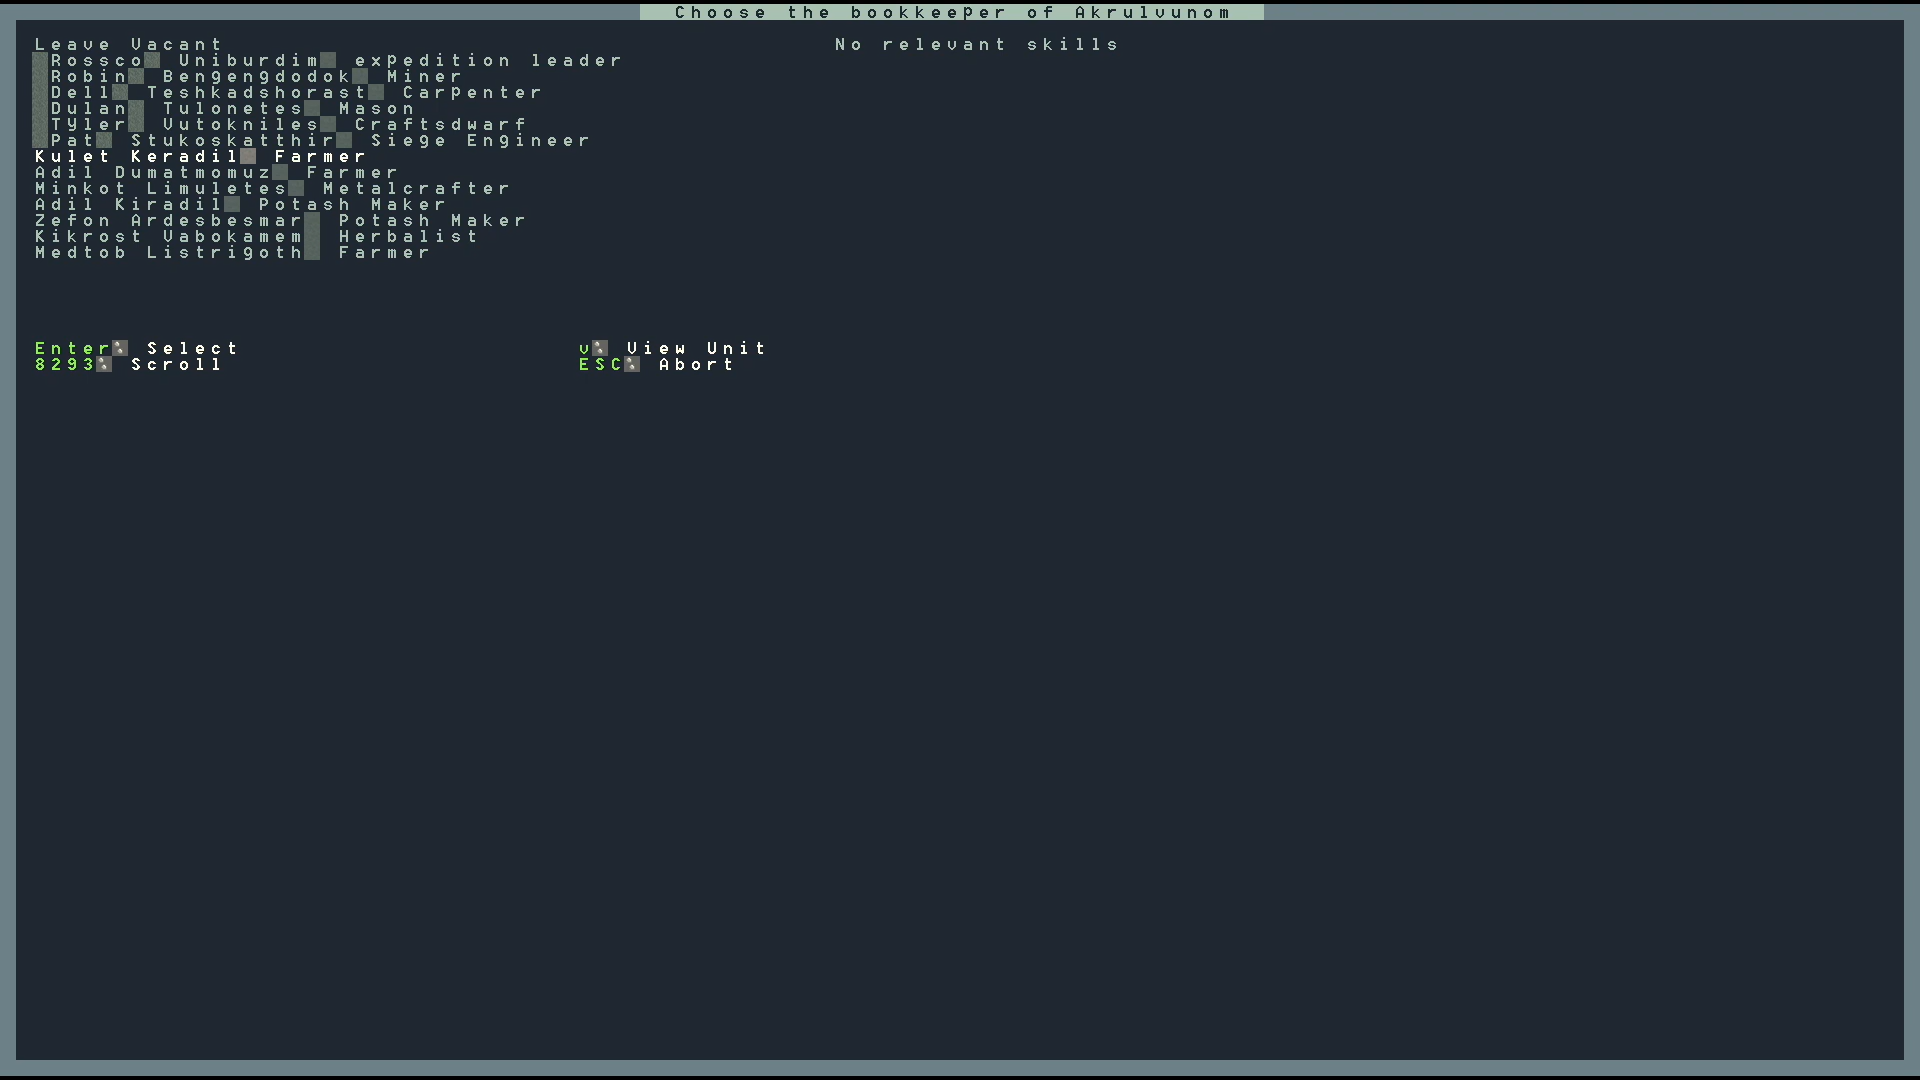 Choose the bookkeeper of Akrulvunom
Leave Vacant
No relevant skills
Rossco Uniburdim expedition leader
Robin Bengengdodok Miner
Dell Teshkadshorast Carpenter
Dulan Tulonetes Mason
Tyler Vutokniles Craftsdwarf
Pat Stukoskatthir Siege Engineer
Kulet Keradil Farmer
Adil Dumatmomuz Farmer
Minkot Limuletes Metalcrafter
Adil Kiradil Potash Maker
Zefon Ardesbesmar Potash Maker
Kikrost Vabokamem Herbalist
Medtob Listrigoth Farmer
Enter Select
v View Unit
8293 Scroll
ESC Abort